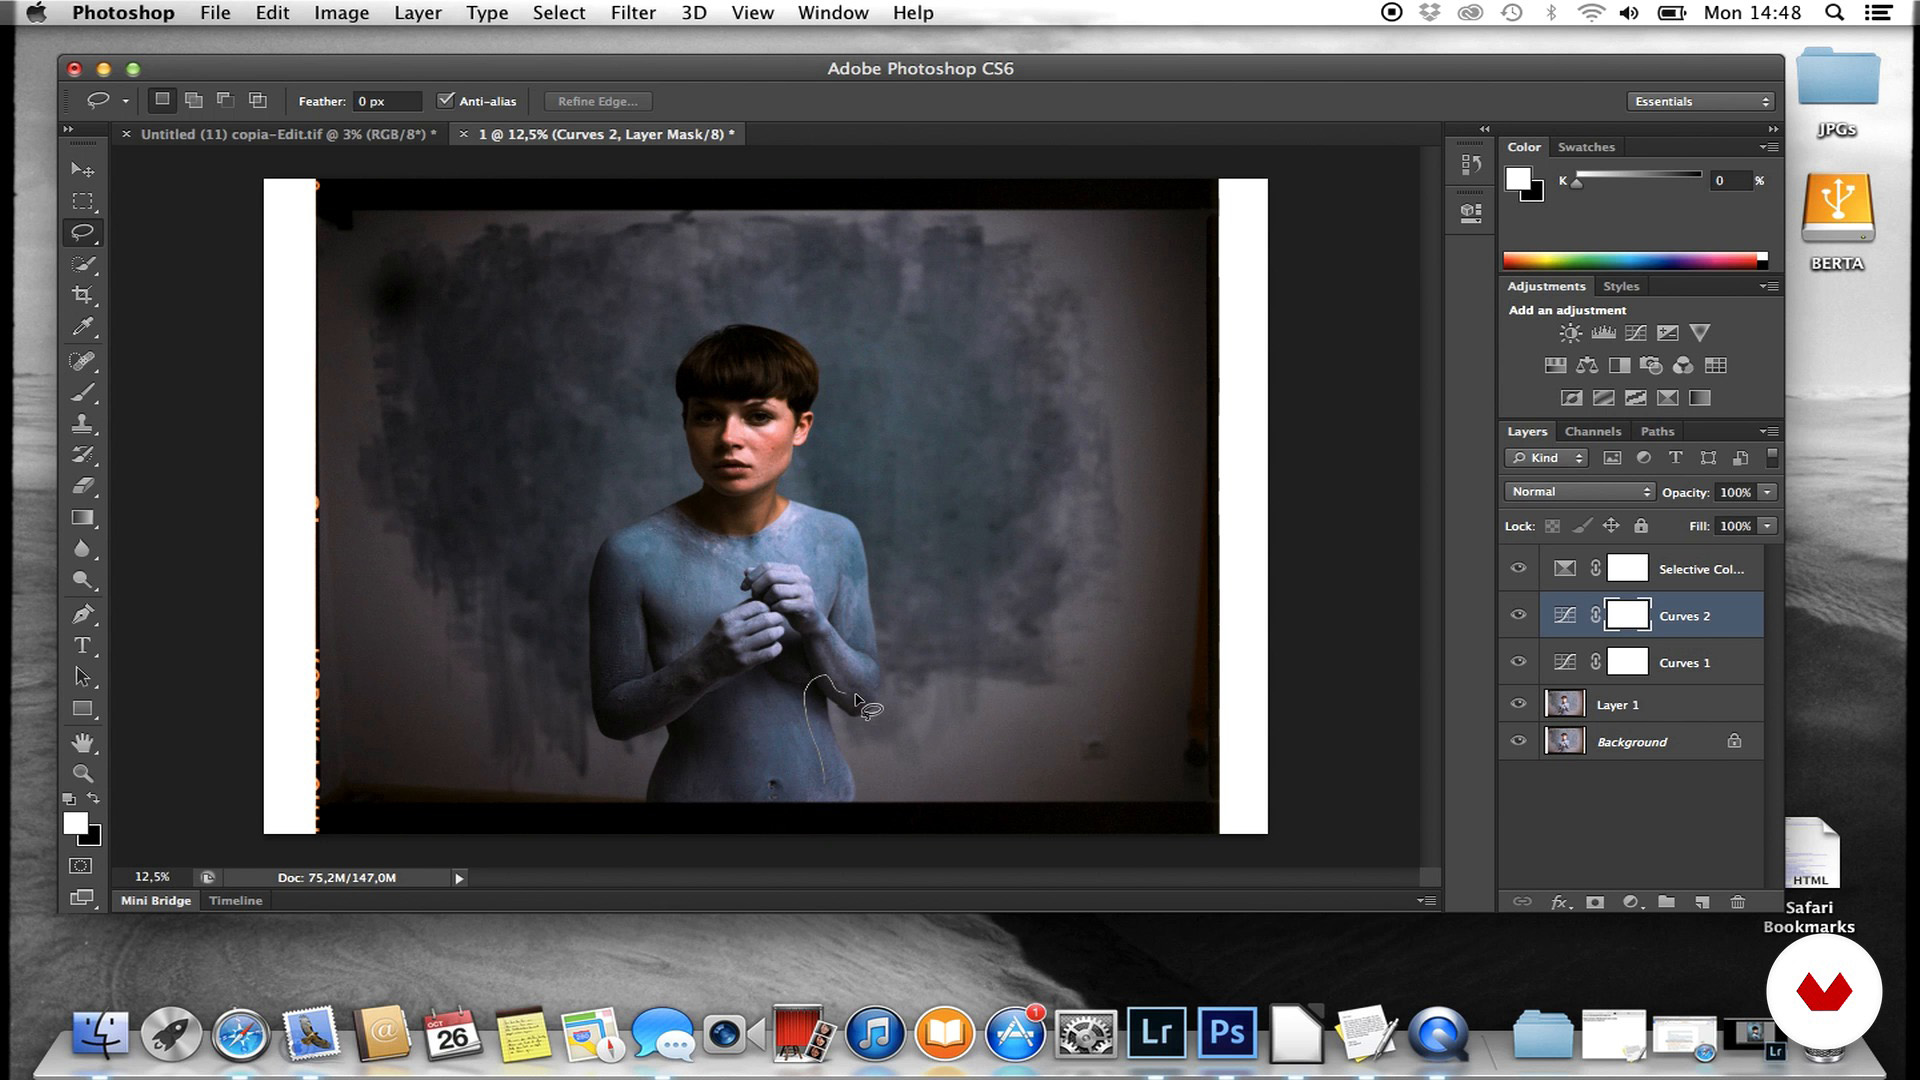 Photoshop File Edit Image Layer Type Select Filter 3D View Window Help Mon 14:48
Adobe Photoshop CS6
Feather: 0 px Anti-alias Refine Edge... Essentials
Untitled (11) copia-Edit.tif @ 3% (RGB/8*) * 1 @ 12,5% (Curves 2, Layer Mask/8) *
JPGs
BERTA
Color Swatches
K 0 %
Adjustments Styles
Add an adjustment
Layers Channels Paths
Kind
Normal Opacity: 100%
Lock: Fill: 100%
Selective Col...
Curves 2
Curves 1
Layer 1
Background
12,5% Doc: 75,2M/147,0M
Mini Bridge Timeline
fx
HTML
Safari
Bookmarks
OCT
26
1
Lr
Ps
Lr